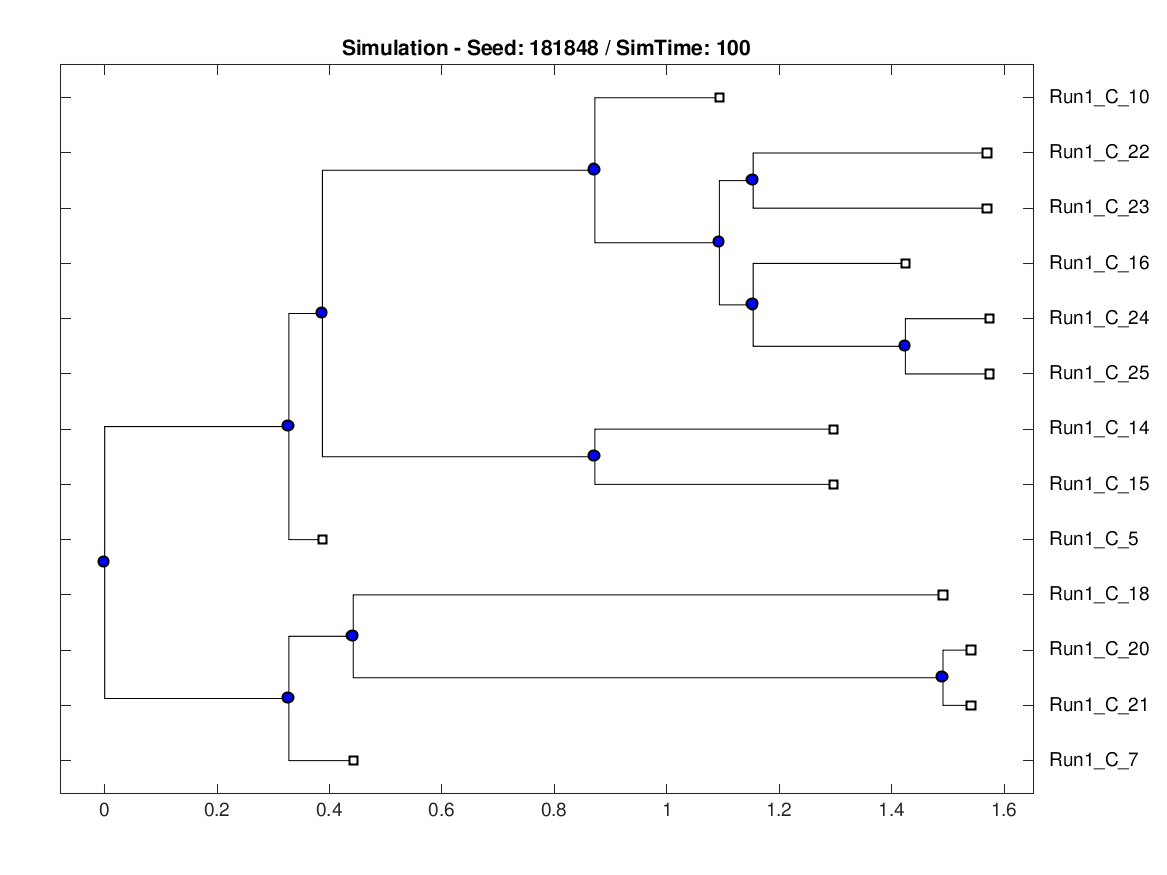 Simulation - Seed: 181848 / SimTime: 100
Run1_C_10
Run1_C_22
Run1_C_23
Run1_C_16
Run1_C_24
Run1_C_25
Run1_C_14
Run1_C_15
Run1_C_5
Run1_C_18
Run1_C_20
Run1_C_21
Run1_C_7
0 0.2 0.4 0.6 0.8 1 1.2 1.4 1.6